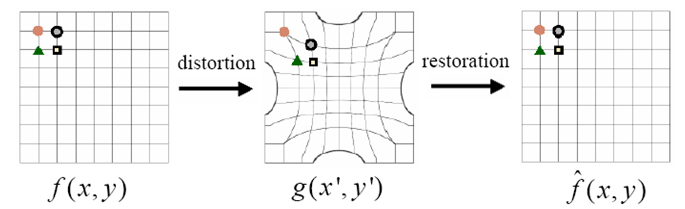 distortion
restoration
f(x, y)
g(x', y')
f̂(x, y)